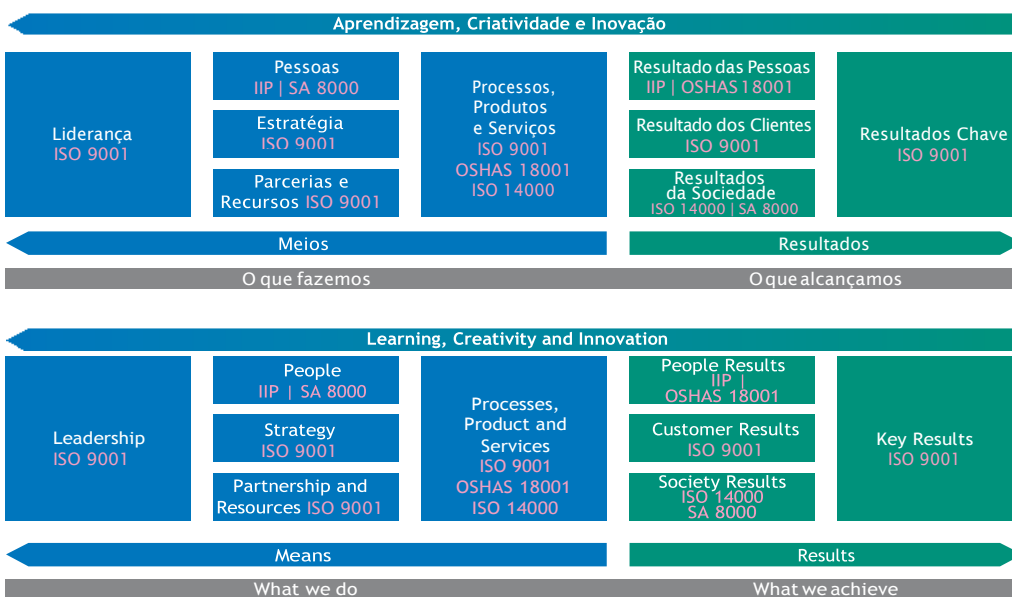 Aprendizagem, Criatividade e Inovação
Liderança
ISO 9001
Pessoas
IIP | SA 8000
Estratégia
ISO 9001
Parcerias e
Recursos ISO 9001
Processos,
Produtos
e Serviços
ISO 9001
OSHAS 18001
ISO 14000
Resultado das Pessoas
IIP | OSHAS 18001
Resultado dos Clientes
ISO 9001
Resultados
da Sociedade
ISO 14000 | SA 8000
Resultados Chave
ISO 9001
Meios
Resultados
O que fazemos
O que alcançamos
Learning, Creativity and Innovation
Leadership
ISO 9001
People
IIP | SA 8000
Strategy
ISO 9001
Partnership and
Resources ISO 9001
Processes,
Product and
Services
ISO 9001
OSHAS 18001
ISO 14000
People Results
IIP |
OSHAS 18001
Customer Results
ISO 9001
Society Results
ISO 14000
SA 8000
Key Results
ISO 9001
Means
Results
What we do
What we achieve